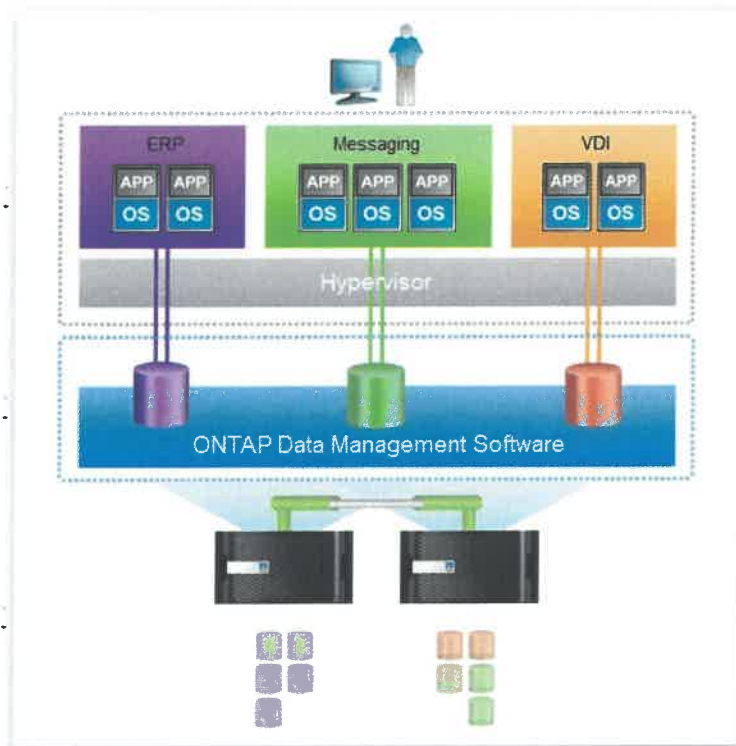 ERP
Messaging
VDI
APP APP
OS OS
APP APP APP
OS OS OS
APP APP
OS OS
Hypervisor
ONTAP Data Management Software